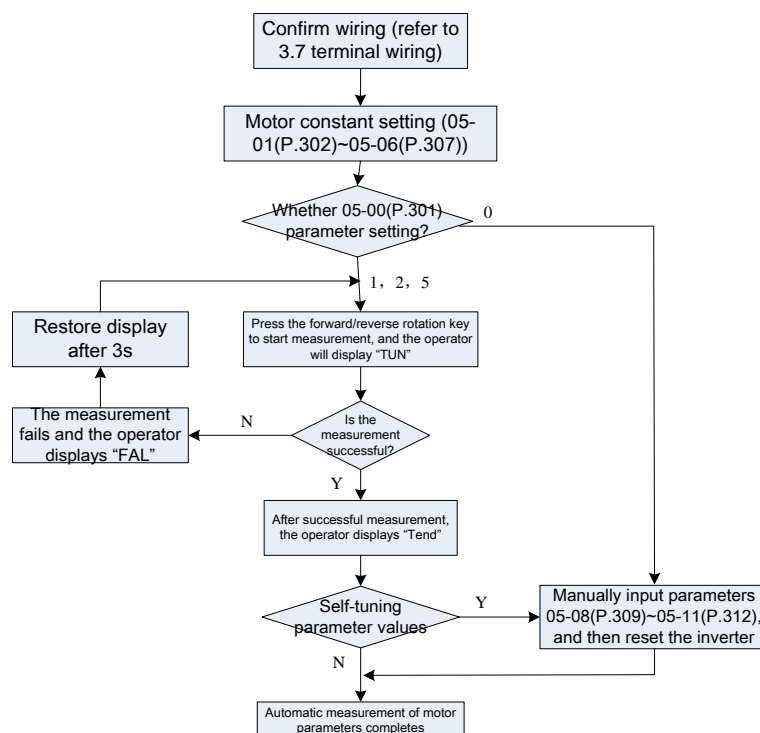 Confirm wiring (refer to
3.7 terminal wiring)
Motor constant setting (05-
01(P.302)~05-06(P.307))
Whether 05-00(P.301)
parameter setting?
0
1, 2, 5
Restore display
after 3s
Press the forward/reverse rotation key
to start measurement, and the operator
will display “TUN”
The measurement
fails and the operator
displays “FAL”
N
Is the
measurement
successful?
Y
After successful measurement,
the operator displays “Tend”
Self-tuning
parameter values
Y
Manually input parameters
05-08(P.309)~05-11(P.312),
and then reset the inverter
N
Automatic measurement of motor
parameters completes